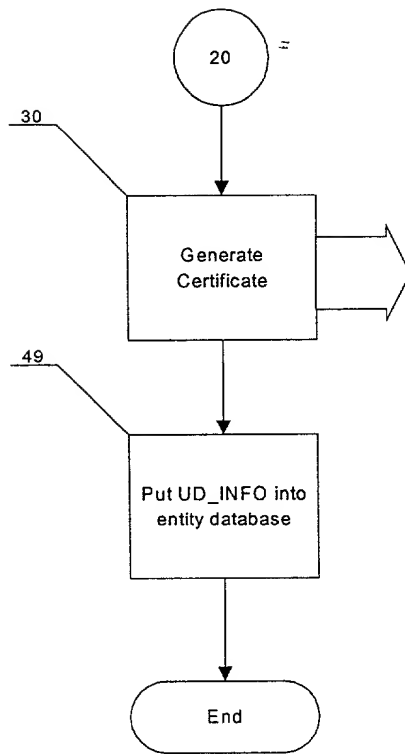 20
30
Generate
Certificate
49
Put UD_INFO into
entity database
End